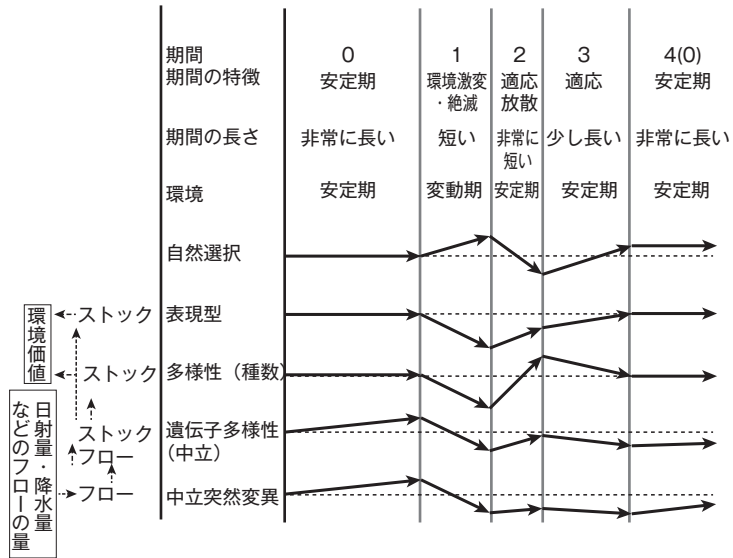 期間 0 1 2 3 4(0)
期間の特徴 安定期 環境激変・絶滅 適応放散 適応 安定期
期間の長さ 非常に長い 短い 非常に短い 少し長い 非常に長い
環境 安定期 変動期 安定期 安定期 安定期
自然選択
環境価値
ストック 表現型
ストック 多様性（種数）
日射量・降水量
などのフローの量
ストック 遺伝子多様性
フロー (中立)
フロー 中立突然変異